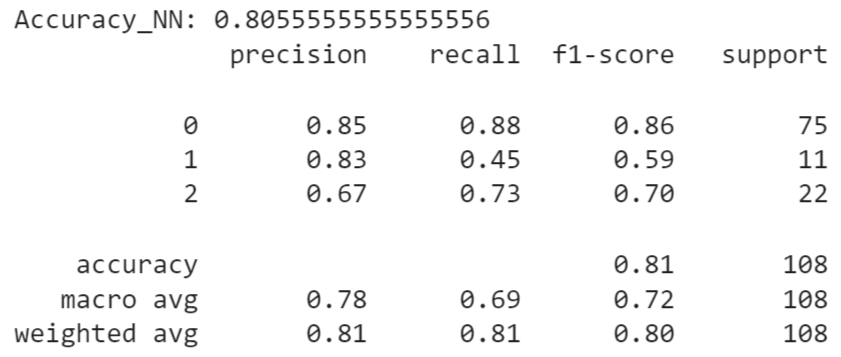 Accuracy_NN: 0.8055555555555556
precision recall f1-score support
0 0.85 0.88 0.86 75
1 0.83 0.45 0.59 11
2 0.67 0.73 0.70 22
accuracy 0.81 108
macro avg 0.78 0.69 0.72 108
weighted avg 0.81 0.81 0.80 108